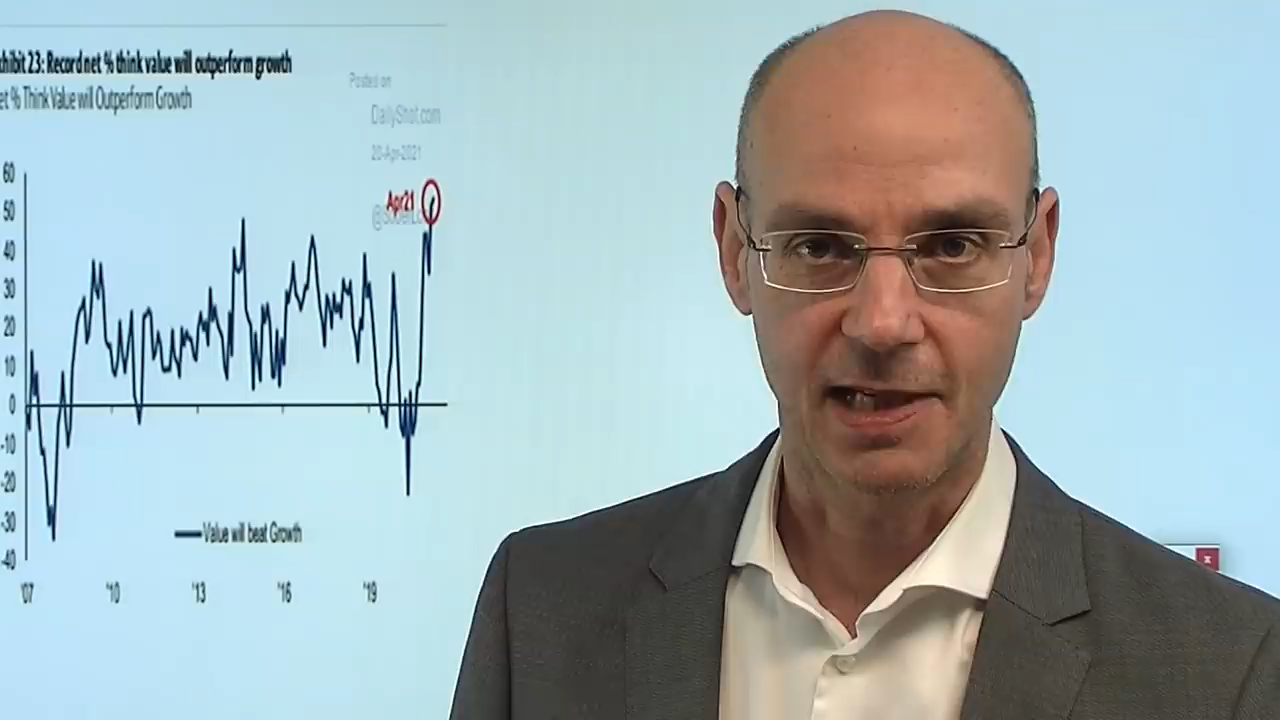 hibit 23: Record net % think value will outperform growth
et % Think Value will Outperform Growth
Posted on
DailyShot.com
20-Apr-2021
Apr21
60
50
40
30
20
10
0
-10
-20
-30
-40
Value will beat Growth
'07
'10
'13
'16
'19